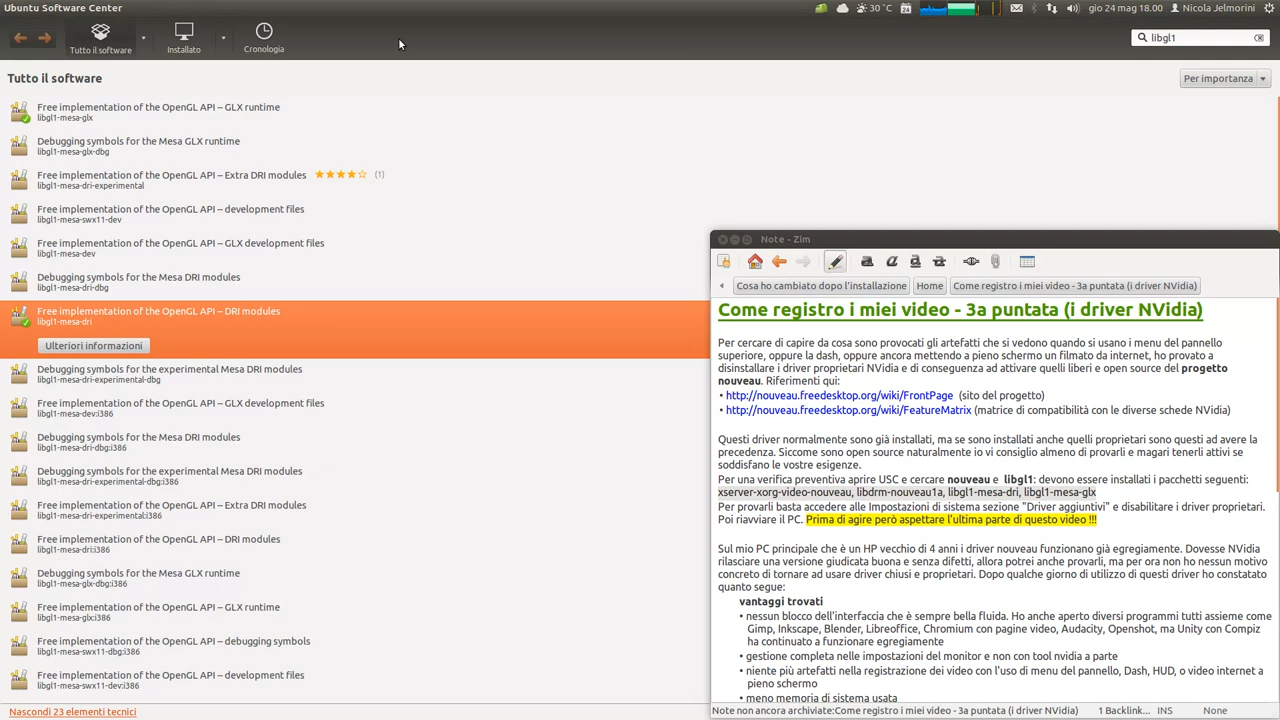 Ubuntu Software Center
30 °C
24
gio 24 mag 18.00
Nicola Jelmorini
Tutto il software
Installato
Cronologia
libgl1
Tutto il software
Per importanza
Free implementation of the OpenGL API – GLX runtime
libgl1-mesa-glx
Debugging symbols for the Mesa GLX runtime
libgl1-mesa-glx-dbg
Free implementation of the OpenGL API – Extra DRI modules
(1)
libgl1-mesa-dri-experimental
Free implementation of the OpenGL API – development files
libgl1-mesa-swx11-dev
Free implementation of the OpenGL API – GLX development files
libgl1-mesa-dev
Debugging symbols for the Mesa DRI modules
libgl1-mesa-dri-dbg
Free implementation of the OpenGL API – DRI modules
libgl1-mesa-dri
Ulteriori informazioni
Debugging symbols for the experimental Mesa DRI modules
libgl1-mesa-dri-experimental-dbg
Free implementation of the OpenGL API – GLX development files
libgl1-mesa-dev:i386
Debugging symbols for the Mesa DRI modules
libgl1-mesa-dri-dbg:i386
Debugging symbols for the experimental Mesa DRI modules
libgl1-mesa-dri-experimental-dbg:i386
Free implementation of the OpenGL API – Extra DRI modules
libgl1-mesa-dri-experimental:i386
Free implementation of the OpenGL API – DRI modules
libgl1-mesa-dri:i386
Debugging symbols for the Mesa GLX runtime
libgl1-mesa-glx-dbg:i386
Free implementation of the OpenGL API – GLX runtime
libgl1-mesa-glx:i386
Free implementation of the OpenGL API – debugging symbols
libgl1-mesa-swx11-dbg:i386
Free implementation of the OpenGL API – development files
libgl1-mesa-swx11-dev:i386
Nascondi 23 elementi tecnici
Note - Zim
Cosa ho cambiato dopo l'installazione
Home
Come registro i miei video - 3a puntata (i driver NVidia)
Come registro i miei video - 3a puntata (i driver NVidia)
Per cercare di capire da cosa sono provocati gli artefatti che si vedono quando si usano i menu del pannello
superiore, oppure la dash, oppure ancora mettendo a pieno schermo un filmato da internet, ho provato a
disinstallare i driver proprietari NVidia e di conseguenza ad attivare quelli liberi e open source del progetto
nouveau. Riferimenti qui:
• http://nouveau.freedesktop.org/wiki/FrontPage (sito del progetto)
• http://nouveau.freedesktop.org/wiki/FeatureMatrix (matrice di compatibilità con le diverse schede NVidia)
Questi driver normalmente sono già installati, ma se sono installati anche quelli proprietari sono questi ad avere la
precedenza. Siccome sono open source naturalmente io vi consiglio almeno di provarli e magari tenerli attivi se
soddisfano le vostre esigenze.
Per una verifica preventiva aprire USC e cercare nouveau e libgl1: devono essere installati i pacchetti seguenti:
xserver-xorg-video-nouveau, libdrm-nouveau1a, libgl1-mesa-dri, libgl1-mesa-glx
Per provarli basta accedere alle Impostazioni di sistema sezione "Driver aggiuntivi" e disabilitare i driver proprietari.
Poi riavviare il PC. Prima di agire però aspettare l'ultima parte di questo video !!!
Sul mio PC principale che è un HP vecchio di 4 anni i driver nouveau funzionano già egregiamente. Dovesse NVidia
rilasciare una versione giudicata buona e senza difetti, allora potrei anche provarli, ma per ora non ho nessun motivo
concreto di tornare ad usare driver chiusi e proprietari. Dopo qualche giorno di utilizzo di questi driver ho constatato
quanto segue:
vantaggi trovati
• nessun blocco dell'interfaccia che è sempre bella fluida. Ho anche aperto diversi programmi tutti assieme come
Gimp, Inkscape, Blender, Libreoffice, Chromium con pagine video, Audacity, Openshot, ma Unity con Compiz
ha continuato a funzionare egregiamente
• gestione completa nelle impostazioni del monitor e non con tool nvidia a parte
• niente più artefatti nella registrazione dei video con l'uso di menu del pannello, Dash, HUD, o video internet a
pieno schermo
• meno memoria di sistema usata
Note non ancora archiviate:Come registro i miei video - 3a puntata (i driver NVidia)
1 Backlink...
INS
None